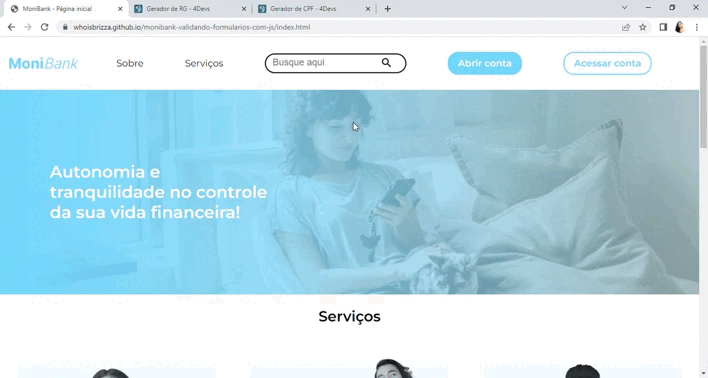 MoniBank - Página inicial
Gerador de RG - 4Devs
Gerador de CPF - 4Devs
whoisbrizza.github.io/monibank-validando-formularios-com-js/index.html
MoniBank
Sobre
Serviços
Busque aqui
Abrir conta
Acessar conta
Autonomia e
tranquilidade no controle
da sua vida financeira!
Serviços